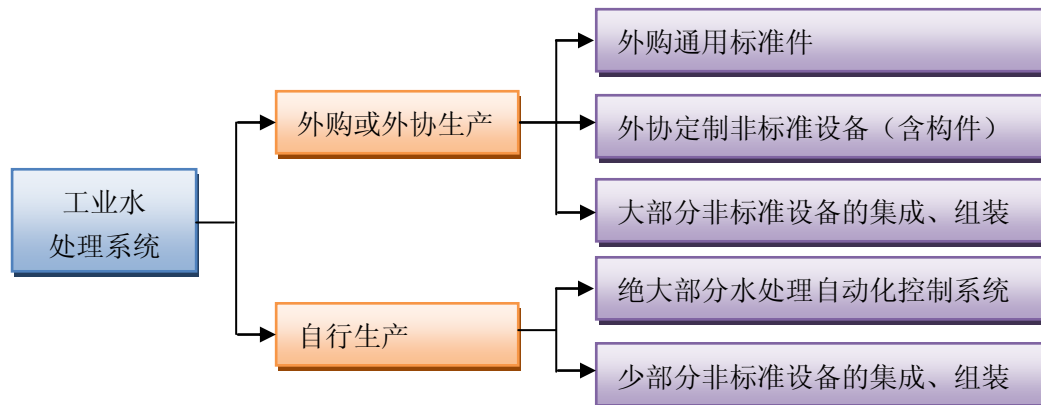 工业水
处理系统
外购或外协生产
外购通用标准件
外协定制非标准设备（含构件）
大部分非标准设备的集成、组装
自行生产
绝大部分水处理自动化控制系统
少部分非标准设备的集成、组装